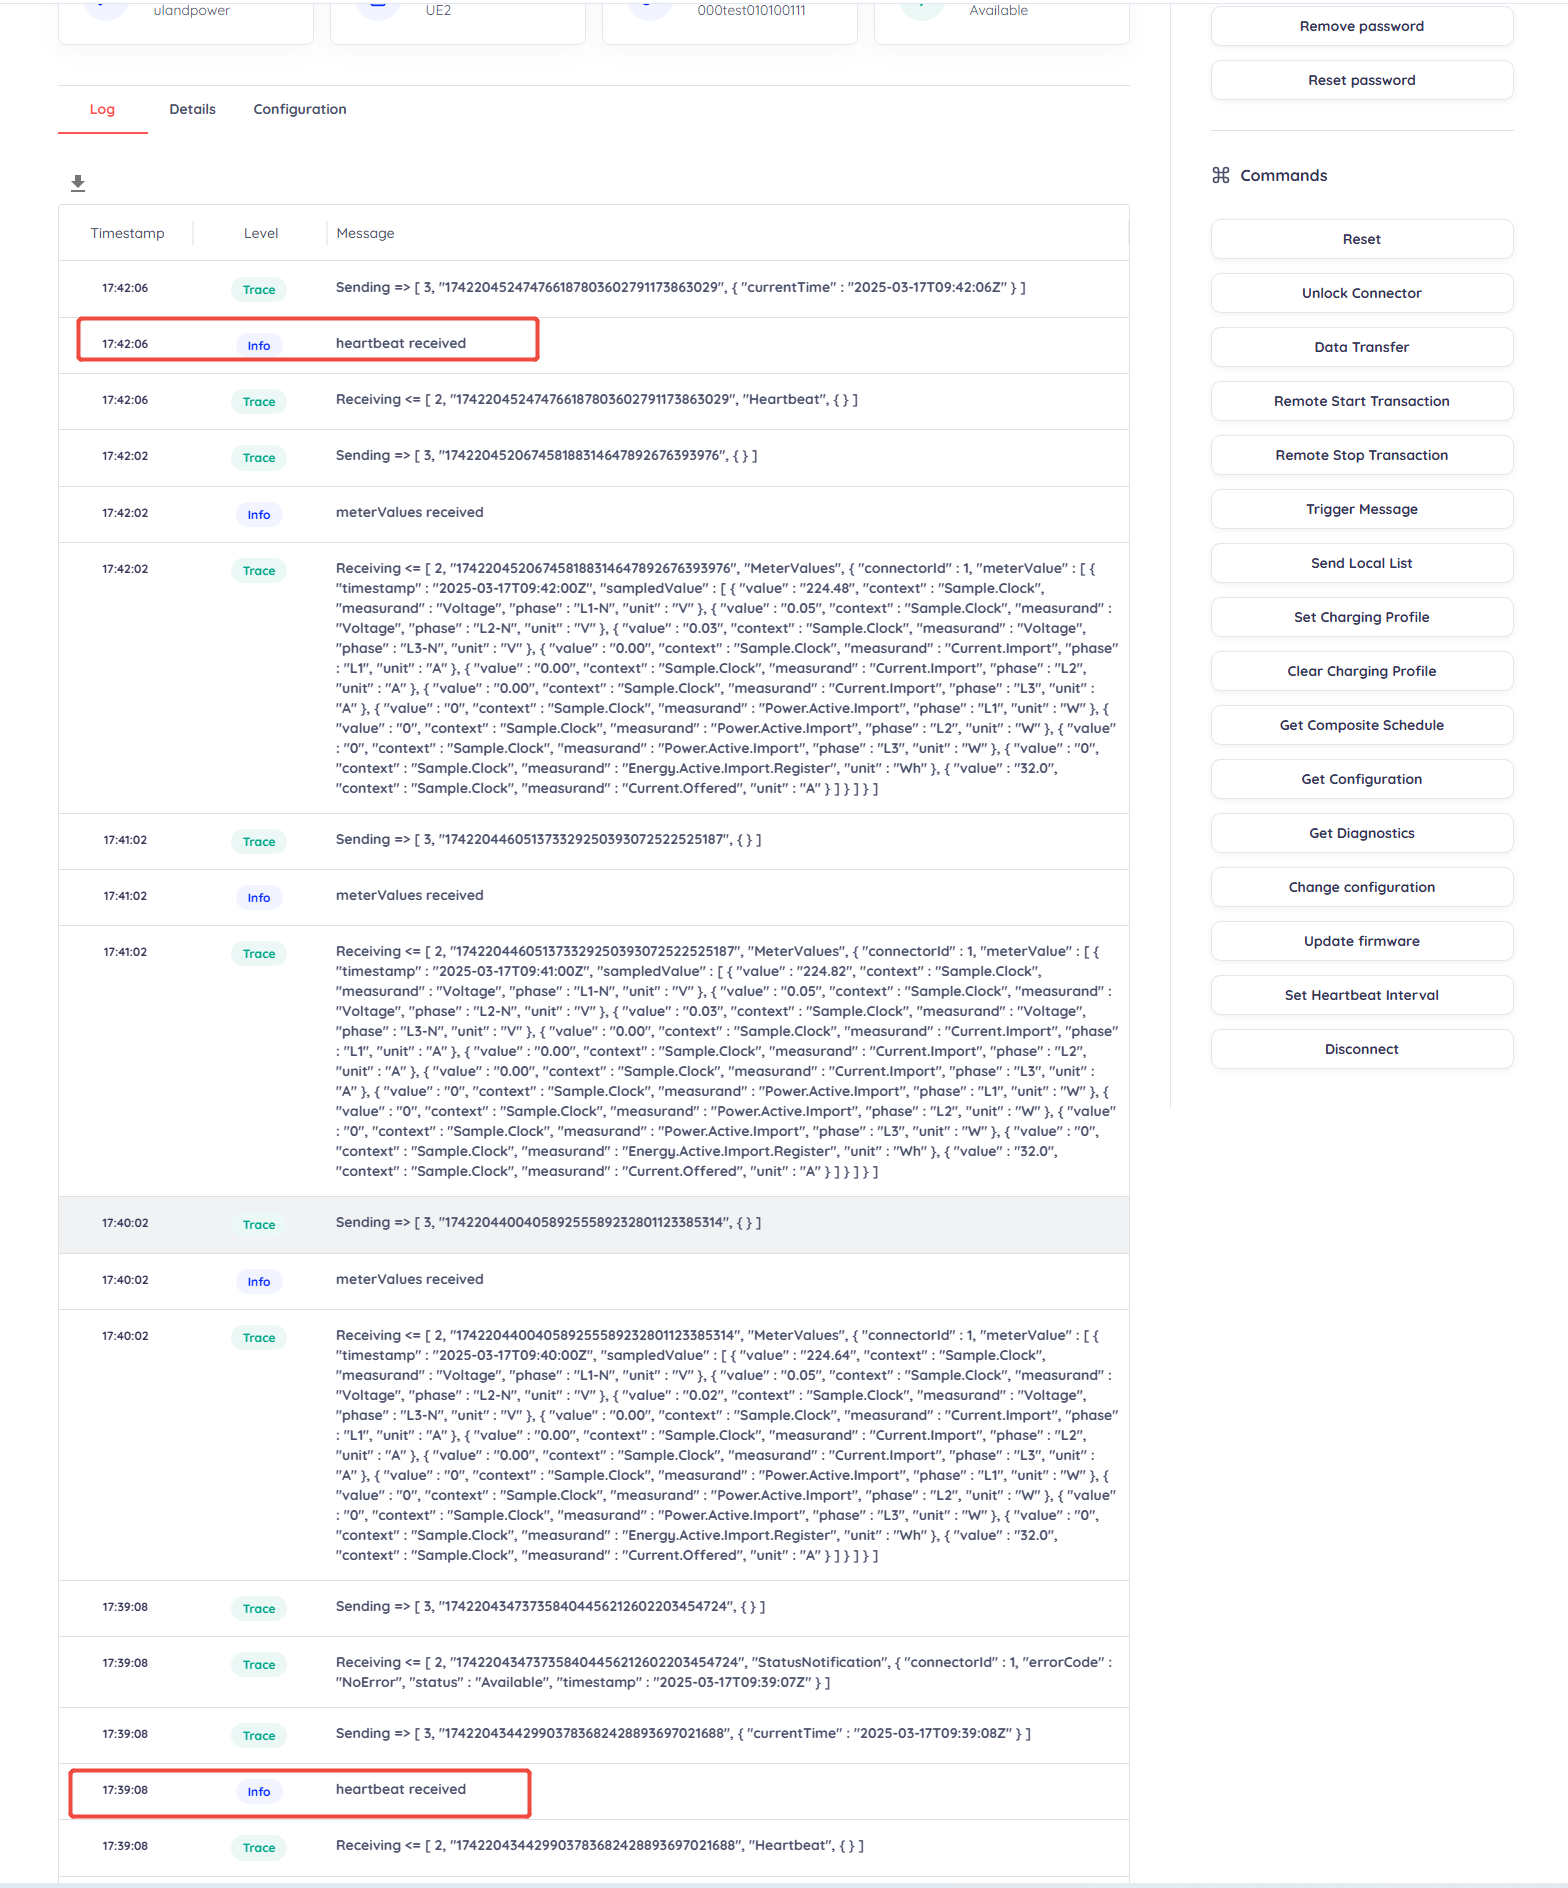 ulandpower
UE2
000test010100111
Available
Remove password
Reset password
Log
Details
Configuration
Commands
Timestamp
Level
Message
Reset
Unlock Connector
Data Transfer
Remote Start Transaction
Remote Stop Transaction
Trigger Message
Send Local List
Set Charging Profile
Clear Charging Profile
Get Composite Schedule
Get Configuration
Get Diagnostics
Change configuration
Update firmware
Set Heartbeat Interval
Disconnect
17:42:06
Trace
Sending => [ 3, "17422045247476618780360279117386302​9", { "currentTime" : "2025-03-17T09:42:06Z" } ]
17:42:06
Info
heartbeat received
17:42:06
Trace
Receiving <= [ 2, "174220452474766187803602791173863029", "Heartbeat", { } ]
17:42:02
Trace
Sending => [ 3, "174220452067458188314647892676393976", { } ]
17:42:02
Info
meterValues received
17:42:02
Trace
Receiving <= [ 2, "174220452067458188314647892676393976", "MeterValues", { "connectorId" : 1, "meterValue" : [ {
"timestamp" : "2025-03-17T09:42:00Z", "sampledValue" : [ { "value" : "224.48", "context" : "Sample.Clock",
"measurand" : "Voltage", "phase" : "L1-N", "unit" : "V" }, { "value" : "0.05", "context" : "Sample.Clock", "measurand" :
"Voltage", "phase" : "L2-N", "unit" : "V" }, { "value" : "0.03", "context" : "Sample.Clock", "measurand" : "Voltage",
"phase" : "L3-N", "unit" : "V" }, { "value" : "0.00", "context" : "Sample.Clock", "measurand" : "Current.Import", "phase"
: "L1", "unit" : "A" }, { "value" : "0.00", "context" : "Sample.Clock", "measurand" : "Current.Import", "phase" : "L2",
"unit" : "A" }, { "value" : "0.00", "context" : "Sample.Clock", "measurand" : "Current.Import", "phase" : "L3", "unit" :
"A" }, { "value" : "0", "context" : "Sample.Clock", "measurand" : "Power.Active.Import", "phase" : "L1", "unit" : "W" }, {
"value" : "0", "context" : "Sample.Clock", "measurand" : "Power.Active.Import", "phase" : "L2", "unit" : "W" }, { "value"
: "0", "context" : "Sample.Clock", "measurand" : "Power.Active.Import", "phase" : "L3", "unit" : "W" }, { "value" : "0",
"context" : "Sample.Clock", "measurand" : "Energy.Active.Import.Register", "unit" : "Wh" }, { "value" : "32.0",
"context" : "Sample.Clock", "measurand" : "Current.Offered", "unit" : "A" } ] } ] } ]
17:41:02
Trace
Sending => [ 3, "174220446051373329250393072522525187", { } ]
17:41:02
Info
meterValues received
17:41:02
Trace
Receiving <= [ 2, "174220446051373329250393072522525187", "MeterValues", { "connectorId" : 1, "meterValue" : [ {
"timestamp" : "2025-03-17T09:41:00Z", "sampledValue" : [ { "value" : "224.82", "context" : "Sample.Clock",
"measurand" : "Voltage", "phase" : "L1-N", "unit" : "V" }, { "value" : "0.05", "context" : "Sample.Clock", "measurand" :
"Voltage", "phase" : "L2-N", "unit" : "V" }, { "value" : "0.03", "context" : "Sample.Clock", "measurand" : "Voltage",
"phase" : "L3-N", "unit" : "V" }, { "value" : "0.00", "context" : "Sample.Clock", "measurand" : "Current.Import", "phase"
: "L1", "unit" : "A" }, { "value" : "0.00", "context" : "Sample.Clock", "measurand" : "Current.Import", "phase" : "L2",
"unit" : "A" }, { "value" : "0.00", "context" : "Sample.Clock", "measurand" : "Current.Import", "phase" : "L3", "unit" :
"A" }, { "value" : "0", "context" : "Sample.Clock", "measurand" : "Power.Active.Import", "phase" : "L1", "unit" : "W" }, {
"value" : "0", "context" : "Sample.Clock", "measurand" : "Power.Active.Import", "phase" : "L2", "unit" : "W" }, { "value" :
"0", "context" : "Sample.Clock", "measurand" : "Power.Active.Import", "phase" : "L3", "unit" : "W" }, { "value" : "0",
"context" : "Sample.Clock", "measurand" : "Energy.Active.Import.Register", "unit" : "Wh" }, { "value" : "32.0",
"context" : "Sample.Clock", "measurand" : "Current.Offered", "unit" : "A" } ] } ] } ]
17:40:02
Trace
Sending => [ 3, "174220440040589255589232801123385314", { } ]
17:40:02
Info
meterValues received
17:40:02
Trace
Receiving <= [ 2, "174220440040589255589232801123385314", "MeterValues", { "connectorId" : 1, "meterValue" : [ {
"timestamp" : "2025-03-17T09:40:00Z", "sampledValue" : [ { "value" : "224.64", "context" : "Sample.Clock",
"measurand" : "Voltage", "phase" : "L1-N", "unit" : "V" }, { "value" : "0.05", "context" : "Sample.Clock", "measurand" :
"Voltage", "phase" : "L2-N", "unit" : "V" }, { "value" : "0.02", "context" : "Sample.Clock", "measurand" : "Voltage",
"phase" : "L3-N", "unit" : "V" }, { "value" : "0.00", "context" : "Sample.Clock", "measurand" : "Current.Import", "phase"
: "L1", "unit" : "A" }, { "value" : "0.00", "context" : "Sample.Clock", "measurand" : "Current.Import", "phase" : "L2",
"unit" : "A" }, { "value" : "0.00", "context" : "Sample.Clock", "measurand" : "Current.Import", "phase" : "L3", "unit" :
"A" }, { "value" : "0", "context" : "Sample.Clock", "measurand" : "Power.Active.Import", "phase" : "L1", "unit" : "W" }, {
"value" : "0", "context" : "Sample.Clock", "measurand" : "Power.Active.Import", "phase" : "L2", "unit" : "W" }, { "value"
: "0", "context" : "Sample.Clock", "measurand" : "Power.Active.Import", "phase" : "L3", "unit" : "W" }, { "value" : "0",
"context" : "Sample.Clock", "measurand" : "Energy.Active.Import.Register", "unit" : "Wh" }, { "value" : "32.0",
"context" : "Sample.Clock", "measurand" : "Current.Offered", "unit" : "A" } ] } ] } ]
17:39:08
Trace
Sending => [ 3, "174220434737358404456212602203454724", { } ]
17:39:08
Trace
Receiving <= [ 2, "174220434737358404456212602203454724", "StatusNotification", { "connectorId" : 1, "errorCode" :
"NoError", "status" : "Available", "timestamp" : "2025-03-17T09:39:07Z" } ]
17:39:08
Trace
Sending => [ 3, "174220434429903783682428893697021688", { "currentTime" : "2025-03-17T09:39:08Z" } ]
17:39:08
Info
heartbeat received
17:39:08
Trace
Receiving <= [ 2, "174220434429903783682428893697021688", "Heartbeat", { } ]